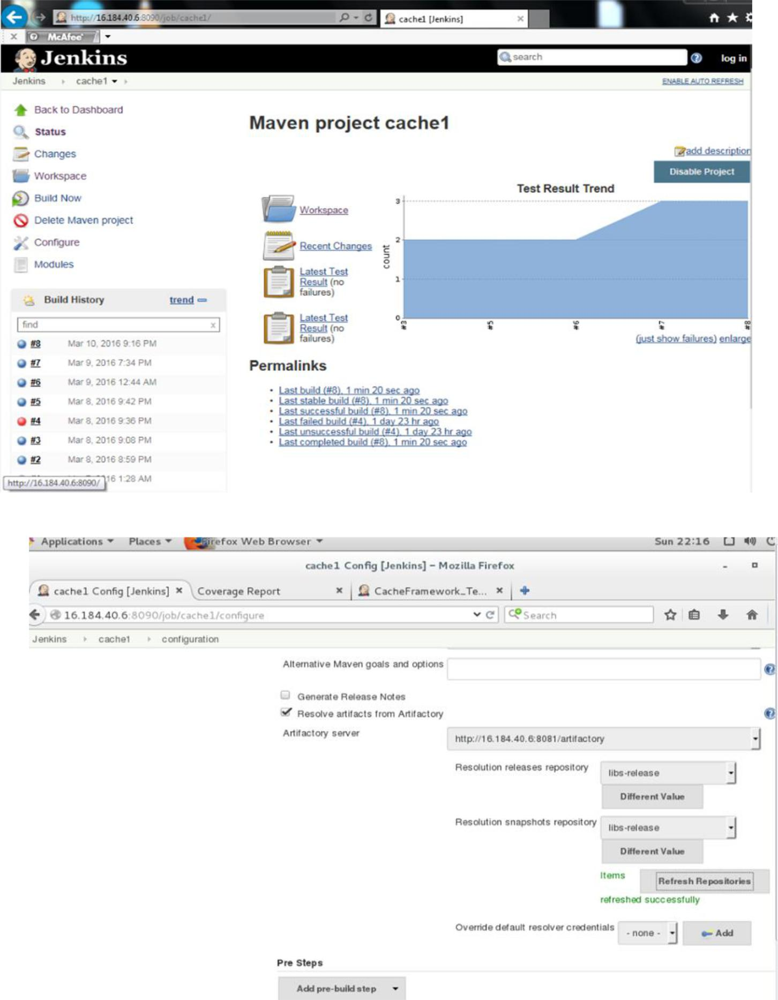 http://16.184.40.6:8090/job/cache1/
cache1 [Jenkins]
McAfee
Jenkins
search
log in
Jenkins
cache1
ENABLE AUTO REFRESH
Back to Dashboard
Status
Changes
Workspace
Build Now
Delete Maven project
Configure
Modules
Build History
trend
find
x
#8 Mar 10, 2016 9:16 PM
#7 Mar 9, 2016 7:34 PM
#6 Mar 9, 2016 12:44 AM
#5 Mar 8, 2016 9:42 PM
#4 Mar 8, 2016 9:36 PM
#3 Mar 8, 2016 9:08 PM
#2 Mar 8, 2016 8:59 PM
16 1:28 AM
http://16.184.40.6:8090/
Maven project cache1
add description
Disable Project
Workspace
Recent Changes
Latest Test
Result (no
failures)
Latest Test
Result (no
failures)
Test Result Trend
count
3
2
1
0
#3
#5
#6
#7
#8
(just show failures) enlarge
Permalinks
Last build (#8), 1 min 20 sec ago
Last stable build (#8), 1 min 20 sec ago
Last successful build (#8), 1 min 20 sec ago
Last failed build (#4), 1 day 23 hr ago
Last unsuccessful build (#4), 1 day 23 hr ago
Last completed build (#8), 1 min 20 sec ago
Applications Places Firefox Web Browser
Sun 22:16
cache1 Config [Jenkins] – Mozilla Firefox
cache1 Config [Jenkins]
Coverage Report
CacheFramework_Te...
16.184.40.6:8090/job/cache1/configure
Search
Jenkins
cache1
configuration
Alternative Maven goals and options
Generate Release Notes
Resolve artifacts from Artifactory
Artifactory server
http://16.184.40.6:8081/artifactory
Resolution releases repository
libs-release
Different Value
Resolution snapshots repository
libs-release
Different Value
Items
refreshed successfully
Refresh Repositories
Override default resolver credentials
- none -
Add
Pre Steps
Add pre-build step